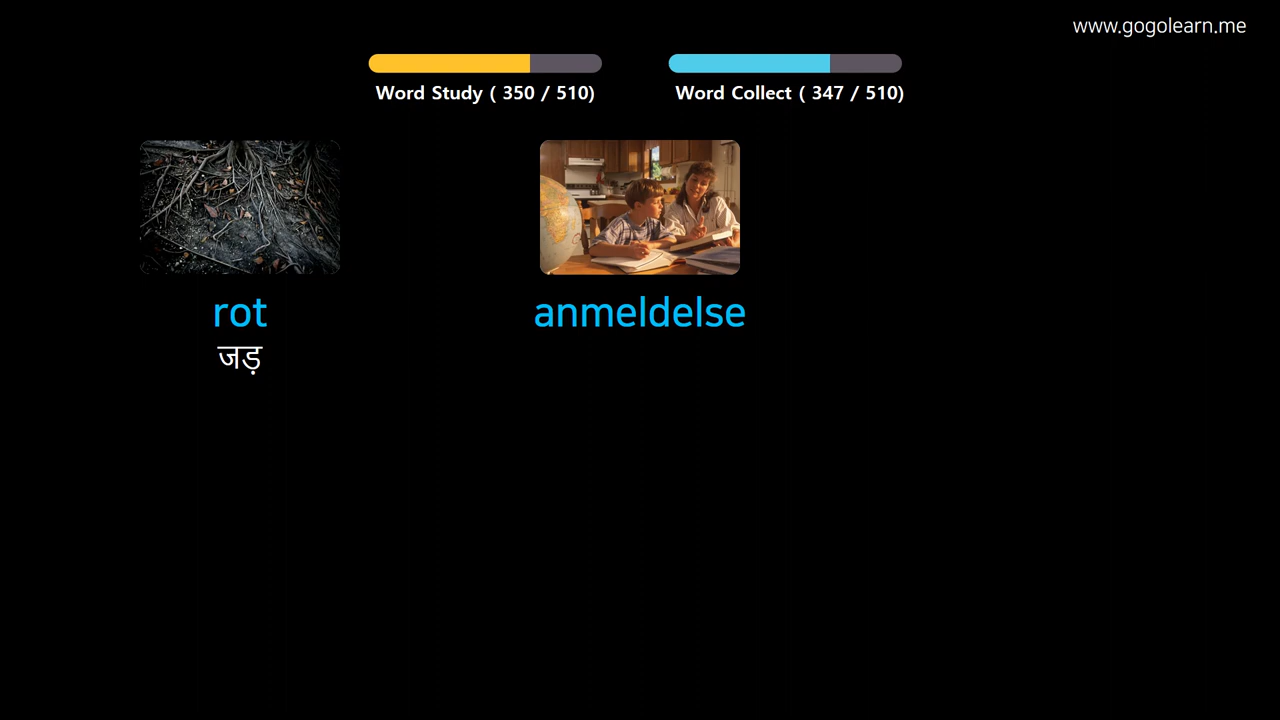 www.gogolearn.me
Word Study ( 350 / 510)
Word Collect ( 347 / 510)
rot
anmeldelse
जड़